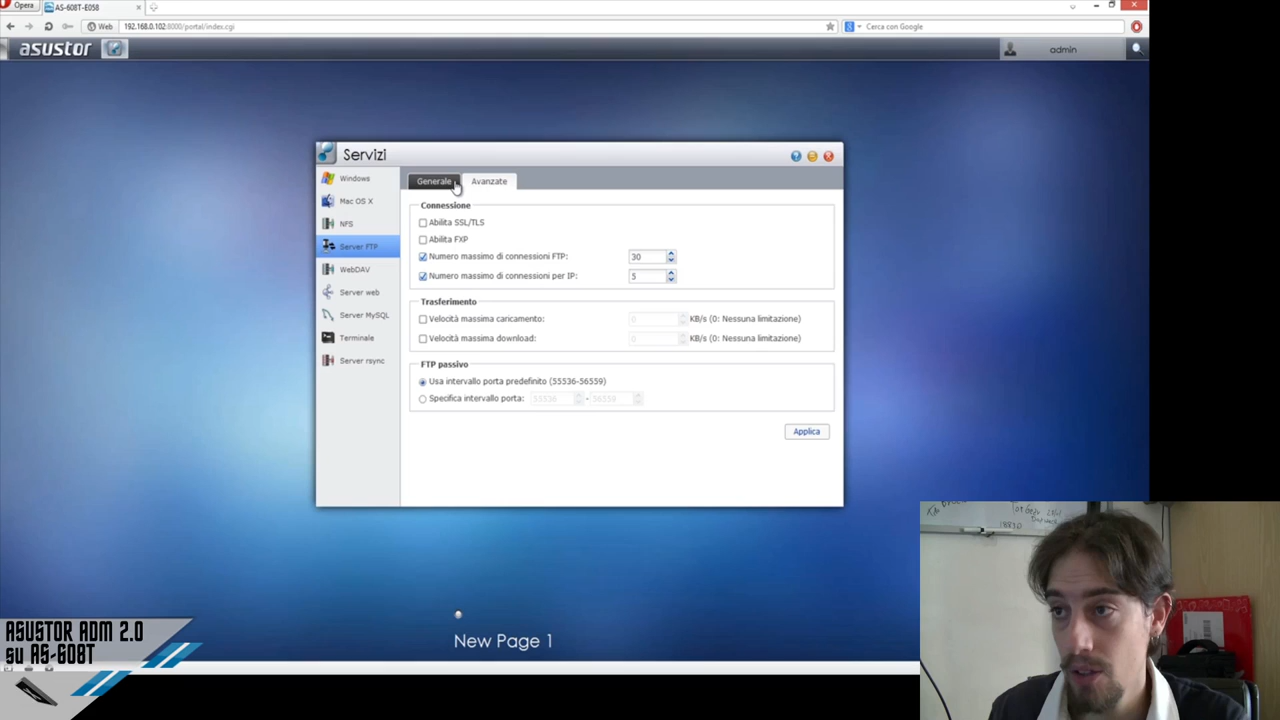 Opera
AS-608T-E058
Web
192.168.0.102:8000/portal/index.cgi
Cerca con Google
asustor
admin
Servizi
Windows
Mac OS X
NFS
Server FTP
WebDAV
Server web
Server MySQL
Terminale
Server rsync
Generale
Avanzate
Connessione
Abilita SSL/TLS
Abilita FXP
Numero massimo di connessioni FTP: 30
Numero massimo di connessioni per IP: 5
Trasferimento
Velocità massima caricamento: 0 KB/s (0: Nessuna limitazione)
Velocità massima download: 0 KB/s (0: Nessuna limitazione)
FTP passivo
Usa intervallo porta predefinito (55536-56559)
Specifica intervallo porta: 55536 - 56559
Applica
New Page 1
ASUSTOR ADM 2.0
su AS-608T